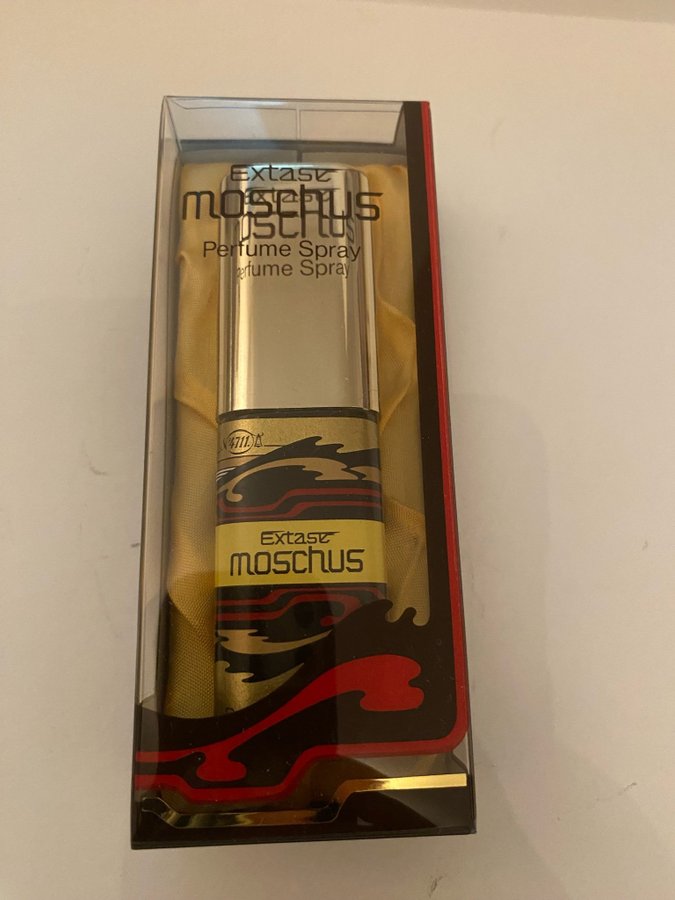 Extase
moschus
Perfume Spray
4711.
Extase
moschus